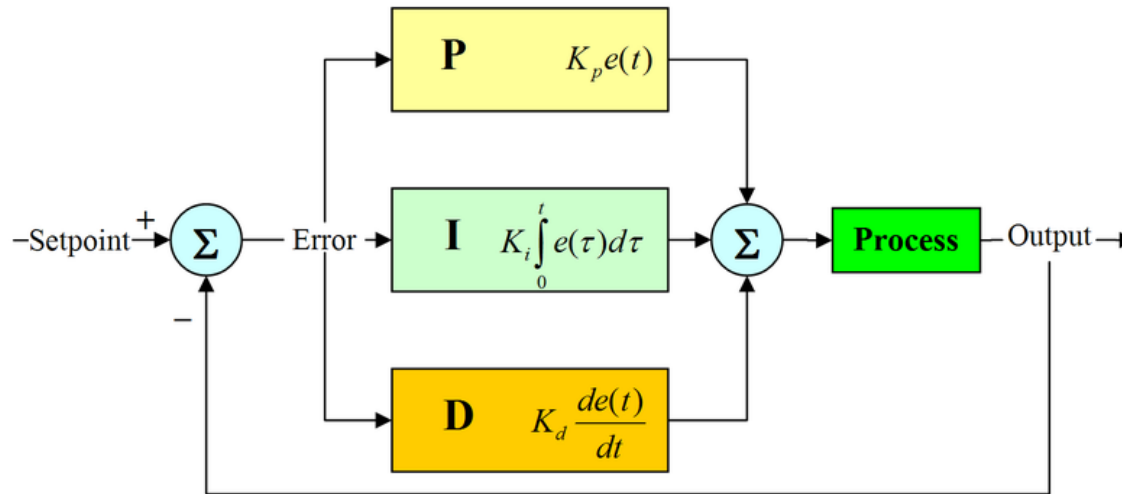 P K_p e(t)
+
–Setpoint Σ Error I K_i ∫_0^t e(τ)dτ Σ Process Output
–
D K_d de(t)/dt